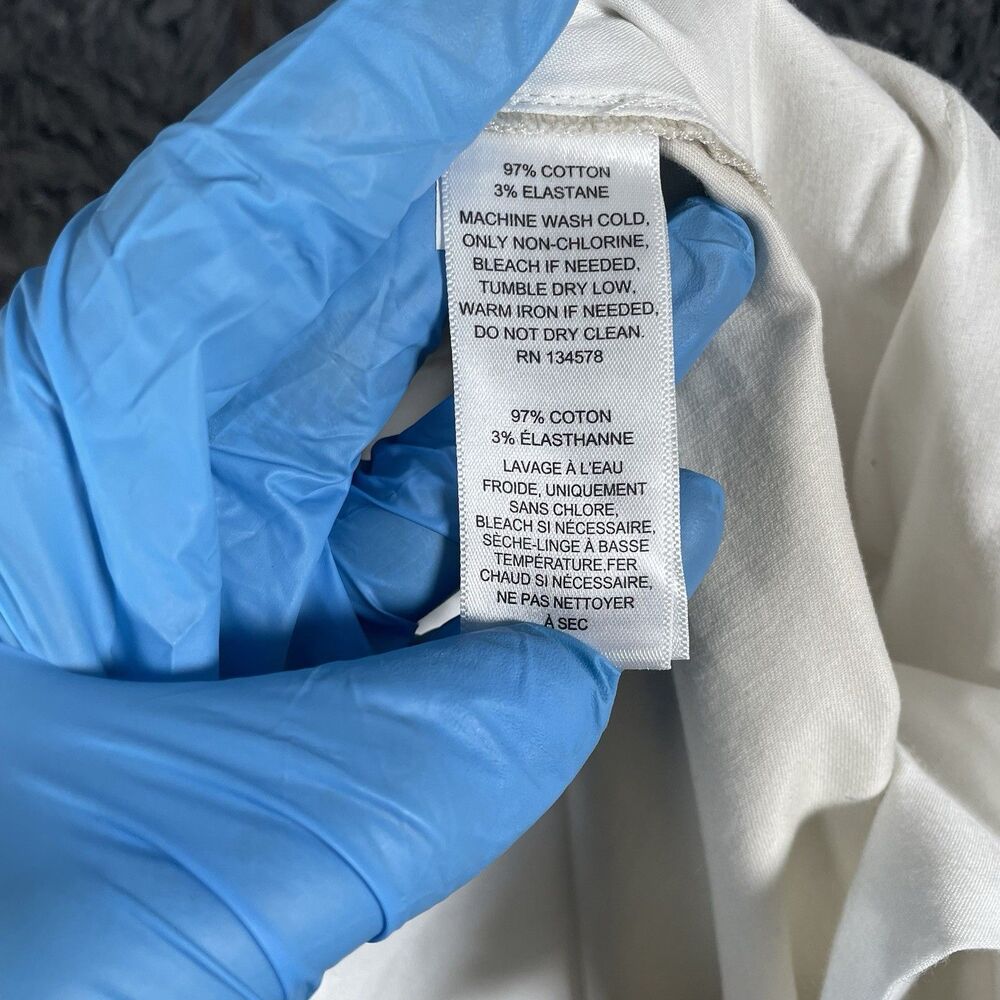 97% COTTON
3% ELASTANE
MACHINE WASH COLD.
ONLY NON-CHLORINE,
BLEACH IF NEEDED.
TUMBLE DRY LOW.
WARM IRON IF NEEDED.
DO NOT DRY CLEAN.
RN 134578
97% COTON
3% ÉLASTHANNE
LAVAGE À L'EAU
FROIDE, UNIQUEMENT
SANS CHLORE,
BLEACH SI NÉCESSAIRE,
SÈCHE-LINGE À BASSE
TEMPÉRATURE,FER
CHAUD SI NÉCESSAIRE,
NE PAS NETTOYER
À SEC